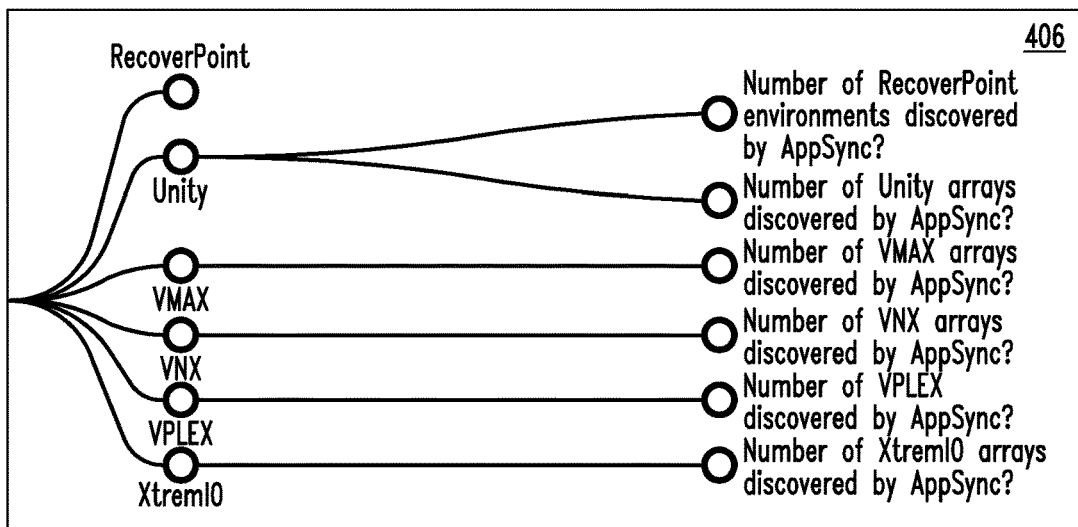 406
RecoverPoint
Number of RecoverPoint
environments discovered
by AppSync?
Unity
Number of Unity arrays
discovered by AppSync?
VMAX
Number of VMAX arrays
discovered by AppSync?
VNX
Number of VNX arrays
discovered by AppSync?
VPLEX
Number of VPLEX
discovered by AppSync?
XtremIO
Number of XtremIO arrays
discovered by AppSync?